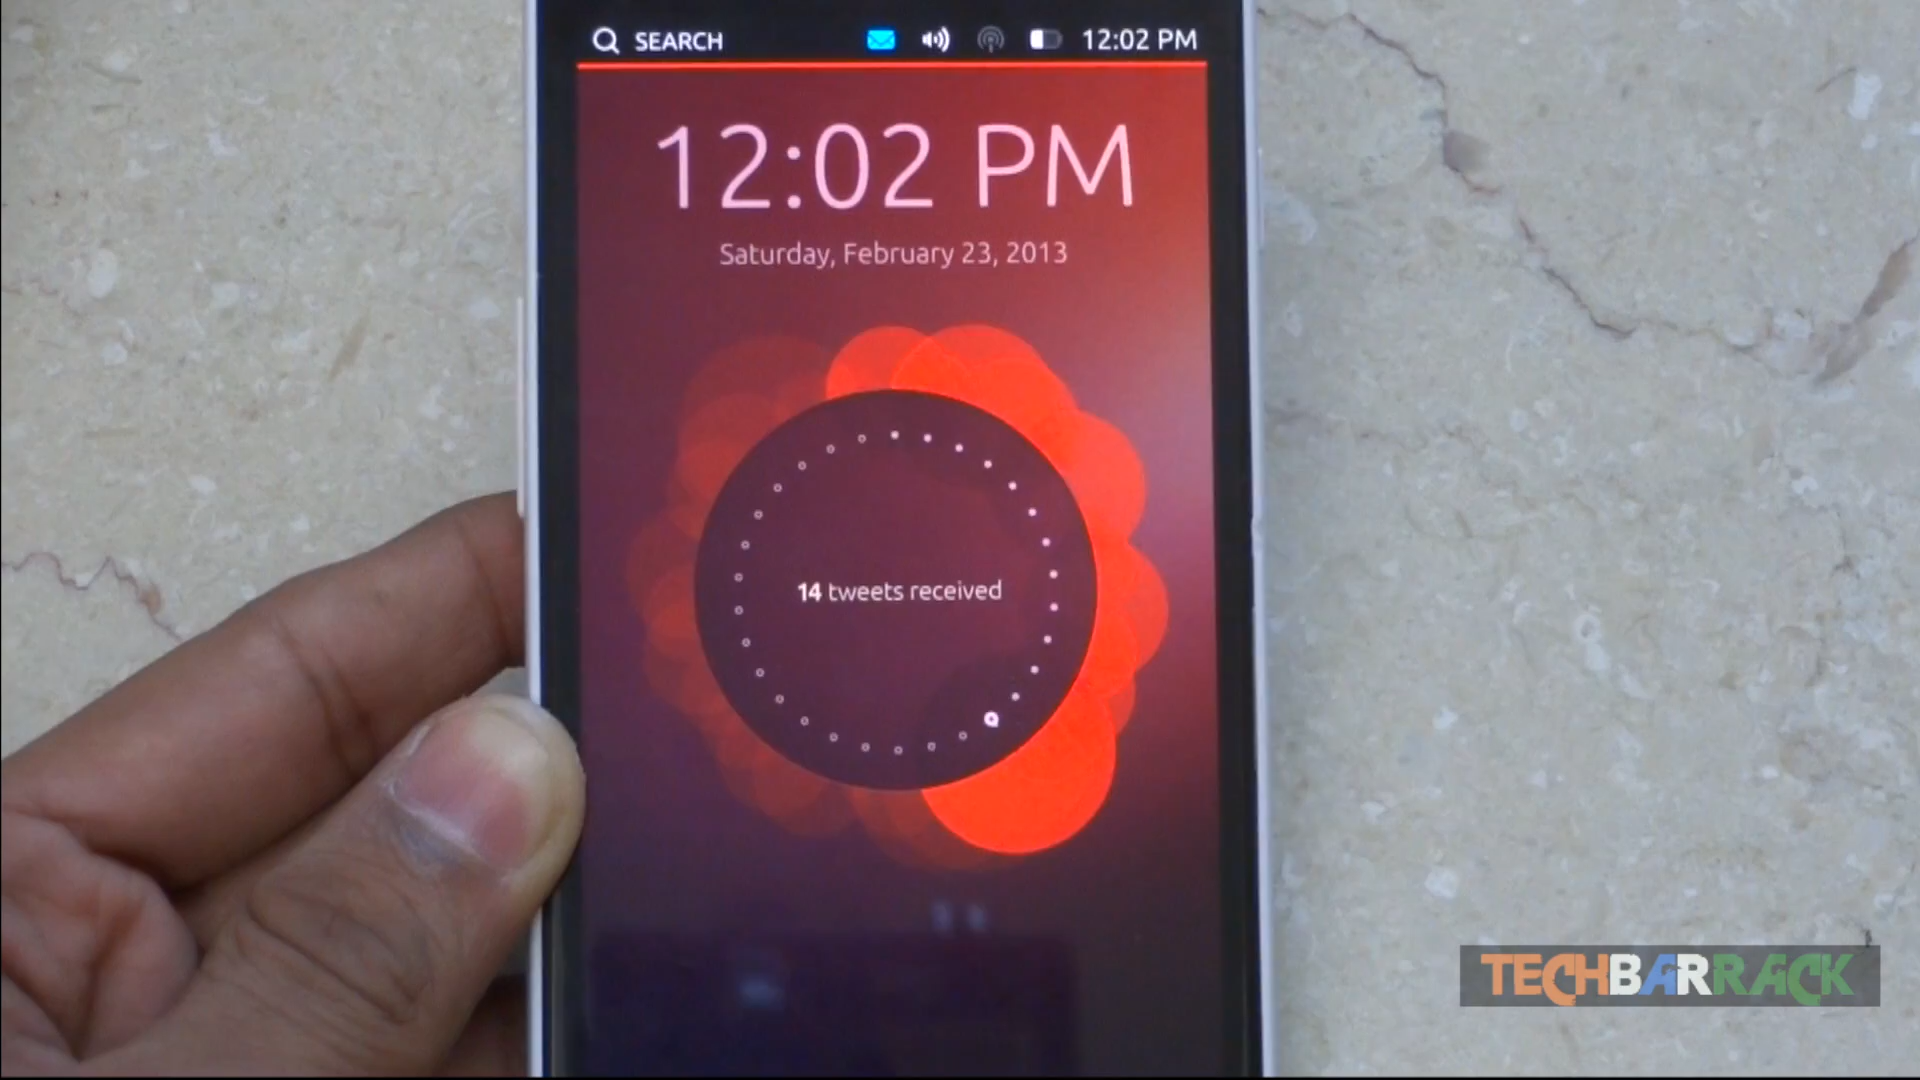 SEARCH 12:02 PM
12:02 PM
Saturday, February 23, 2013
14 tweets received
TECHBARRACK